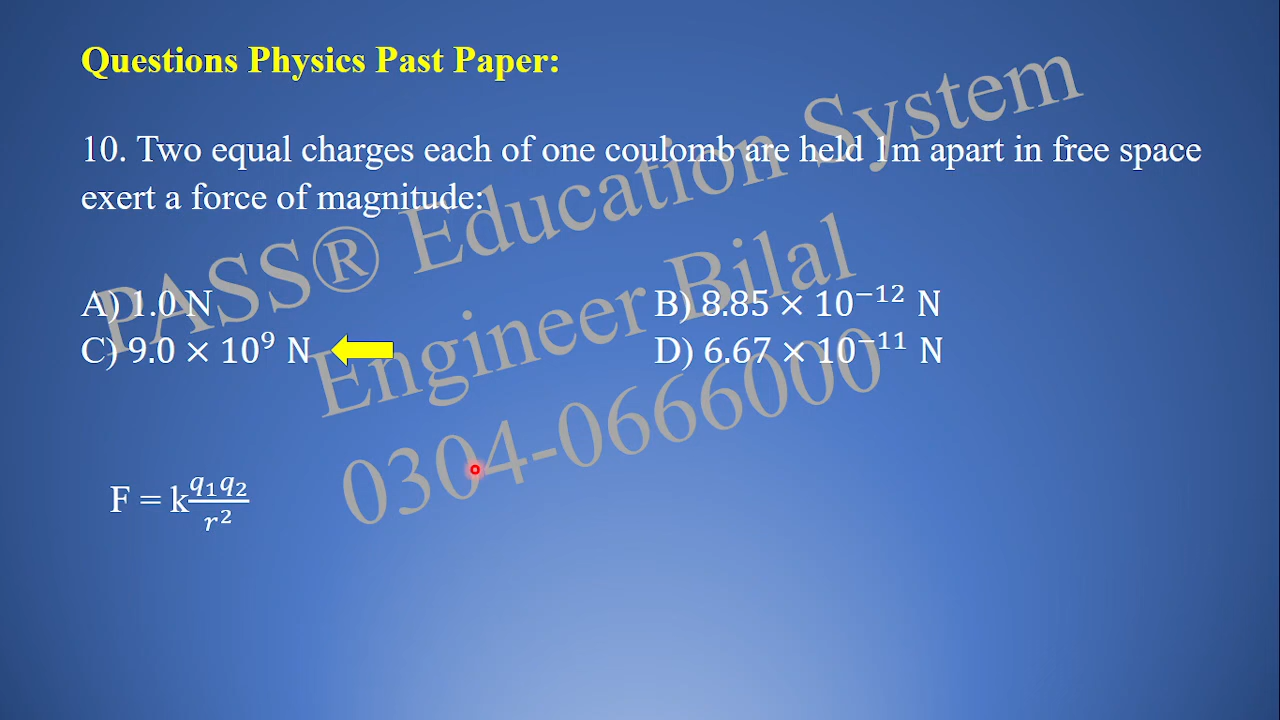 Questions Physics Past Paper:
10. Two equal charges each of one coulomb are held 1m apart in free space
exert a force of magnitude:
A) 1.0 N
B) 8.85 × 10⁻¹² N
C) 9.0 × 10⁹ N
D) 6.67 × 10⁻¹¹ N
F = k q₁q₂/r²
PASS® Education System
Engineer Bilal
0304-0666000